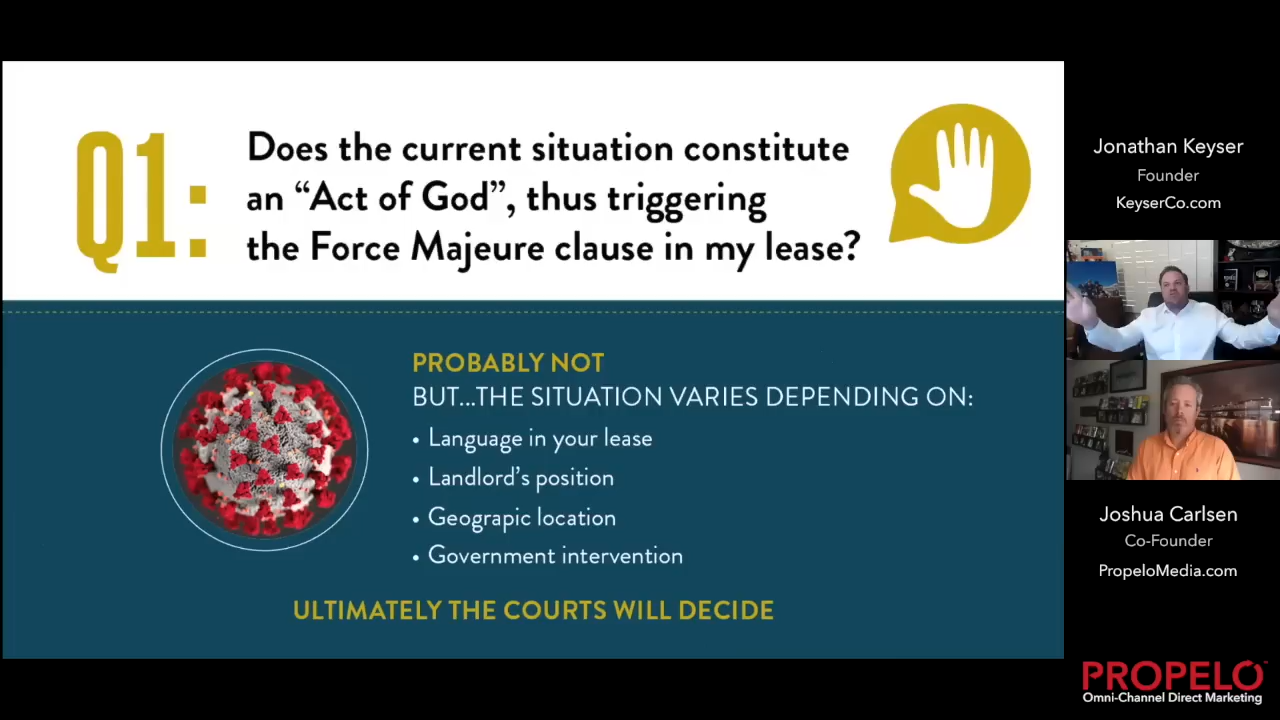 Q1:
Does the current situation constitute
an “Act of God”, thus triggering
the Force Majeure clause in my lease?
PROBABLY NOT
BUT...THE SITUATION VARIES DEPENDING ON:
• Language in your lease
• Landlord’s position
• Geograpic location
• Government intervention
ULTIMATELY THE COURTS WILL DECIDE
Jonathan Keyser
Founder
KeyserCo.com
Joshua Carlsen
Co-Founder
PropeloMedia.com
PROPELO™
Omni-Channel Direct Marketing